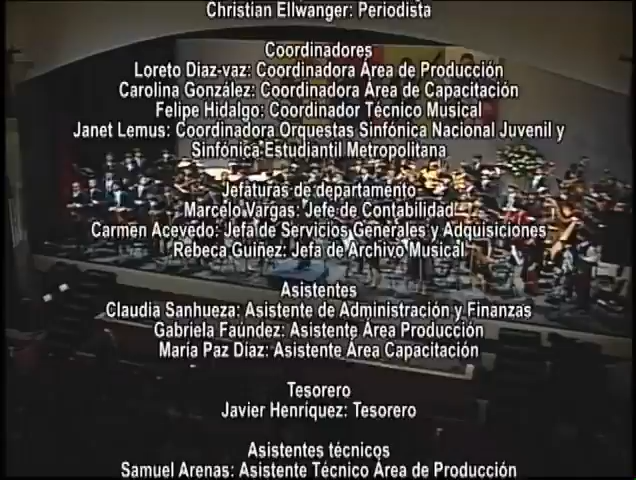 Christian Ellwanger: Periodista
Coordinadores
Loreto Diaz-vaz: Coordinadora Área de Producción
Carolina González: Coordinadora Área de Capacitación
Felipe Hidalgo: Coordinador Técnico Musical
Janet Lemus: Coordinadora Orquestas Sinfónica Nacional Juvenil y
Sinfónica Estudiantil Metropolitana
Jefaturas de departamento
Marcelo Vargas: Jefe de Contabilidad
Carmen Acevedo: Jefa de Servicios Generales y Adquisiciones
Rebeca Guiñez: Jefa de Archivo Musical
Asistentes
Claudia Sanhueza: Asistente de Administración y Finanzas
Gabriela Faúndez: Asistente Área Producción
María Paz Díaz: Asistente Área Capacitación
Tesorero
Javier Henríquez: Tesorero
Asistentes técnicos
Samuel Arenas: Asistente Técnico Área de Producción